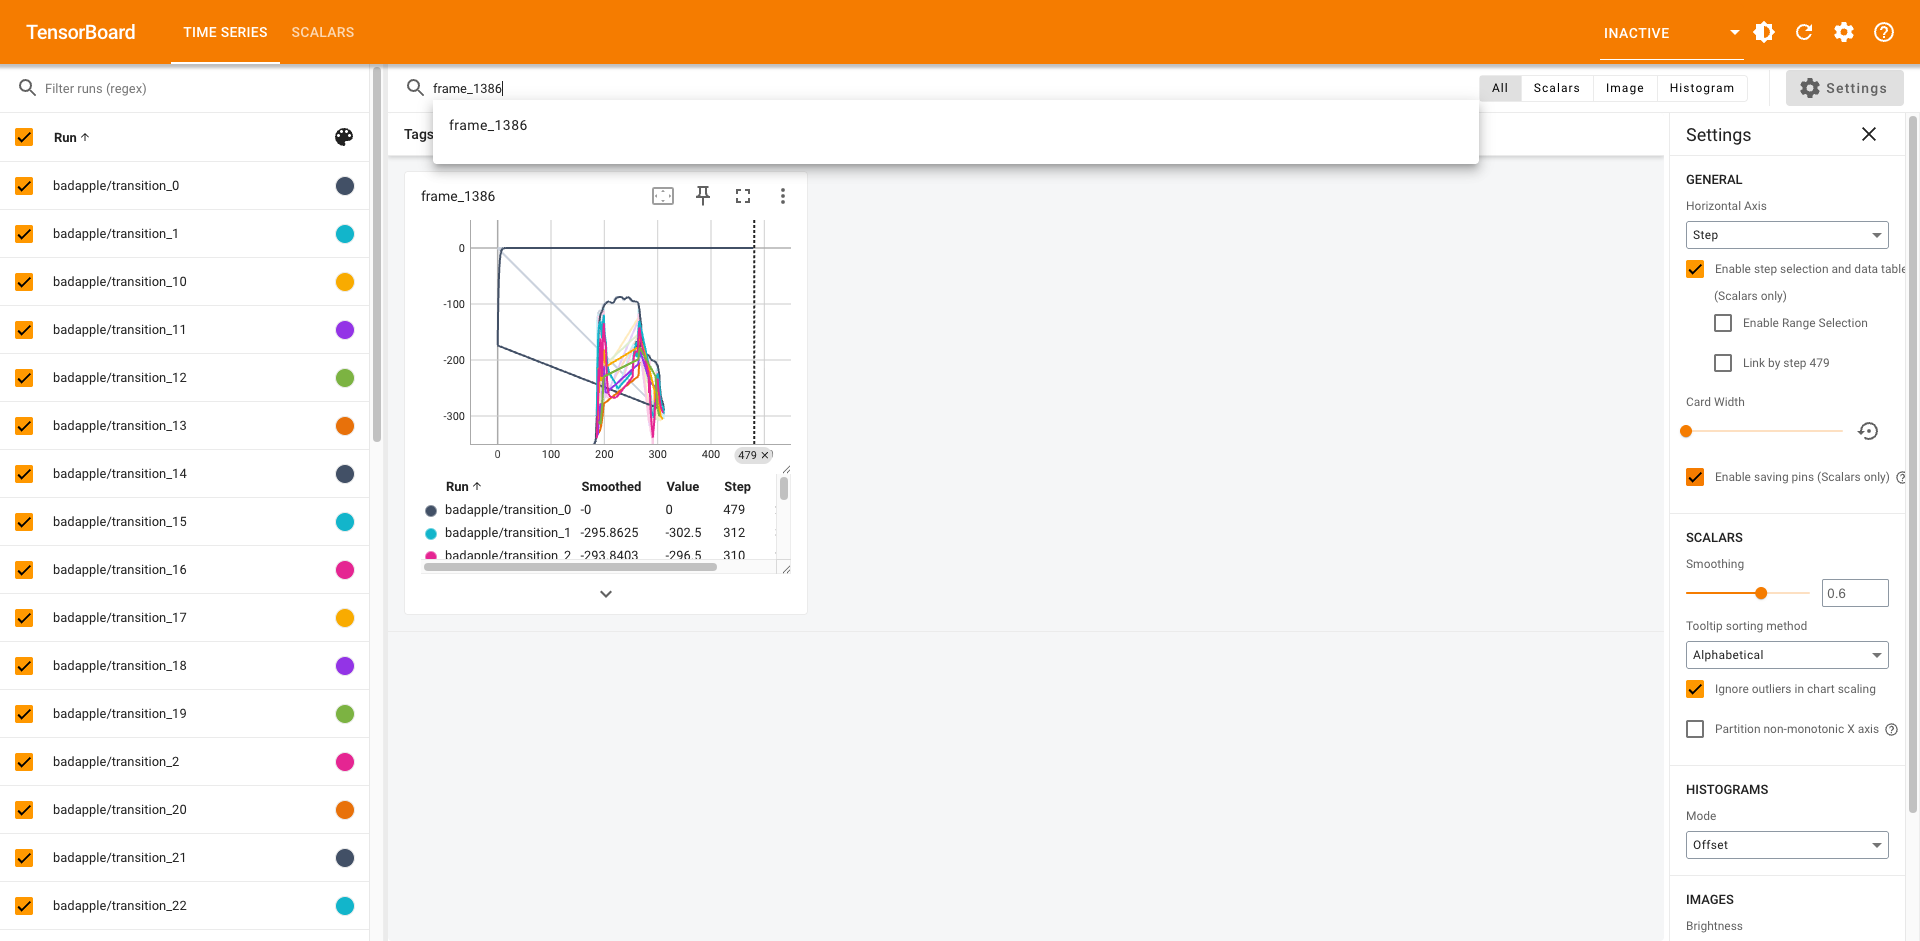 TensorBoard
TIME SERIES
SCALARS
INACTIVE
Filter runs (regex)
frame_1386
All
Scalars
Image
Histogram
Settings
frame_1386
Run
Tags
badapple/transition_0
badapple/transition_1
badapple/transition_10
badapple/transition_11
badapple/transition_12
badapple/transition_13
badapple/transition_14
badapple/transition_15
badapple/transition_16
badapple/transition_17
badapple/transition_18
badapple/transition_19
badapple/transition_2
badapple/transition_20
badapple/transition_21
badapple/transition_22
frame_1386
0
-100
-200
-300
0 100 200 300 400 479
Run Smoothed Value Step
badapple/transition_0 -0 0 479
badapple/transition_1 -295.8625 -302.5 312
badapple/transition_2 -293.8403 -296.5 310
Settings
GENERAL
Horizontal Axis
Step
Enable step selection and data table
(Scalars only)
Enable Range Selection
Link by step 479
Card Width
Enable saving pins (Scalars only)
SCALARS
Smoothing
0.6
Tooltip sorting method
Alphabetical
Ignore outliers in chart scaling
Partition non-monotonic X axis
HISTOGRAMS
Mode
Offset
IMAGES
Brightness